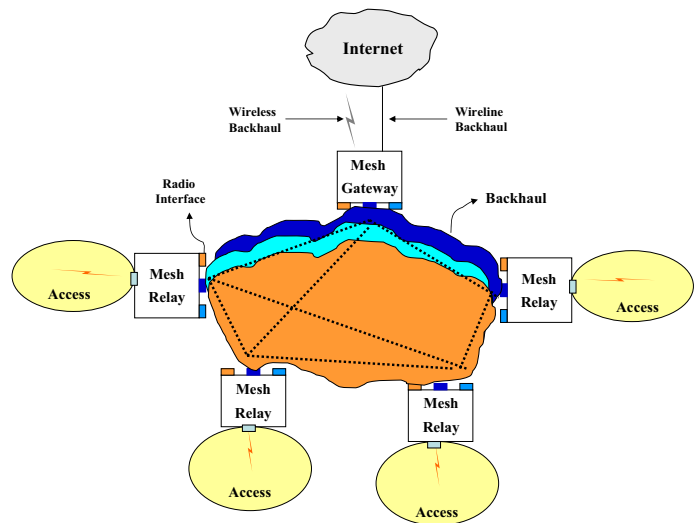 Internet
Wireless
Backhaul
Wireline
Backhaul
Mesh
Gateway
Radio
Interface
Backhaul
Mesh
Relay
Access
Mesh
Relay
Access
Mesh
Relay
Access
Mesh
Relay
Access